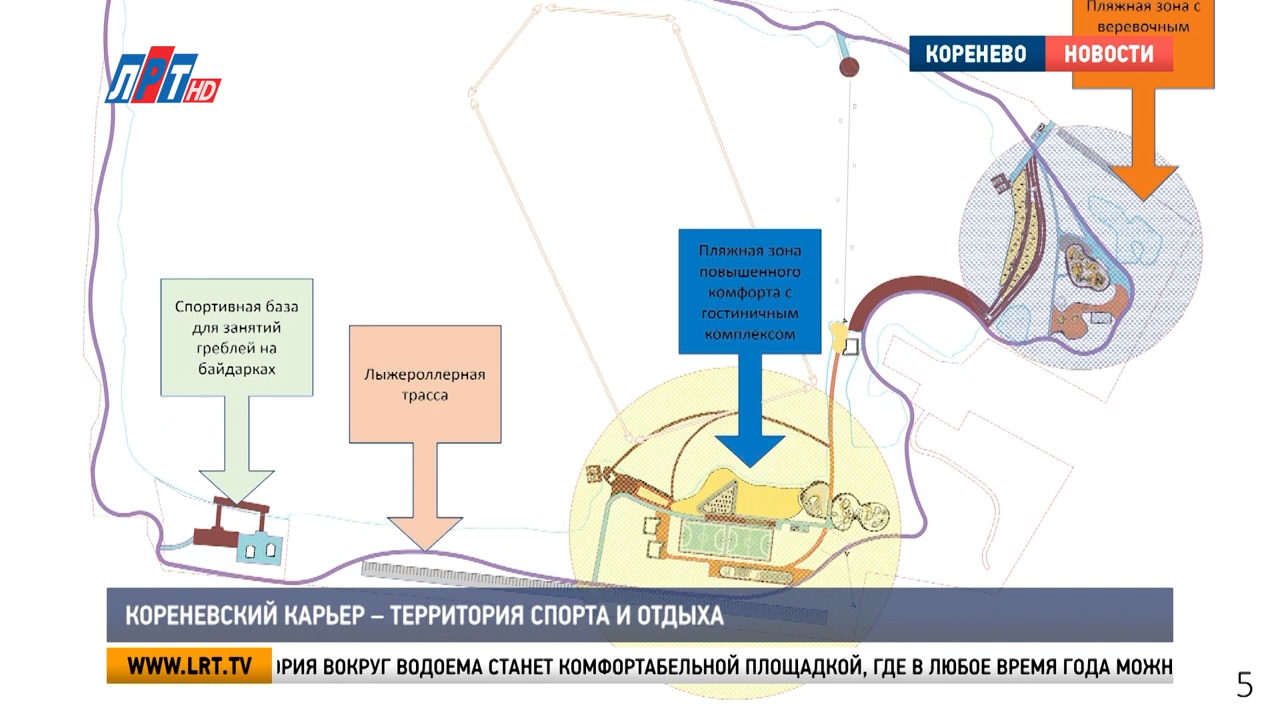 Пляжная зона с
веревочным
ЛРТ HD
КОРЕНЕВО НОВОСТИ
Пляжная зона
повышенного
комфорта с
гостиничным
комплексом
Спортивная база
для занятий
греблей на
байдарках
Лыжероллерная
трасса
КОРЕНЕВСКИЙ КАРЬЕР – ТЕРРИТОРИЯ СПОРТА И ОТДЫХА
WWW.LRT.TV
ВОКРУГ ВОДОЕМА СТАНЕТ КОМФОРТАБЕЛЬНОЙ ПЛОЩАДКОЙ, ГДЕ В ЛЮБОЕ ВРЕМЯ ГОДА
5